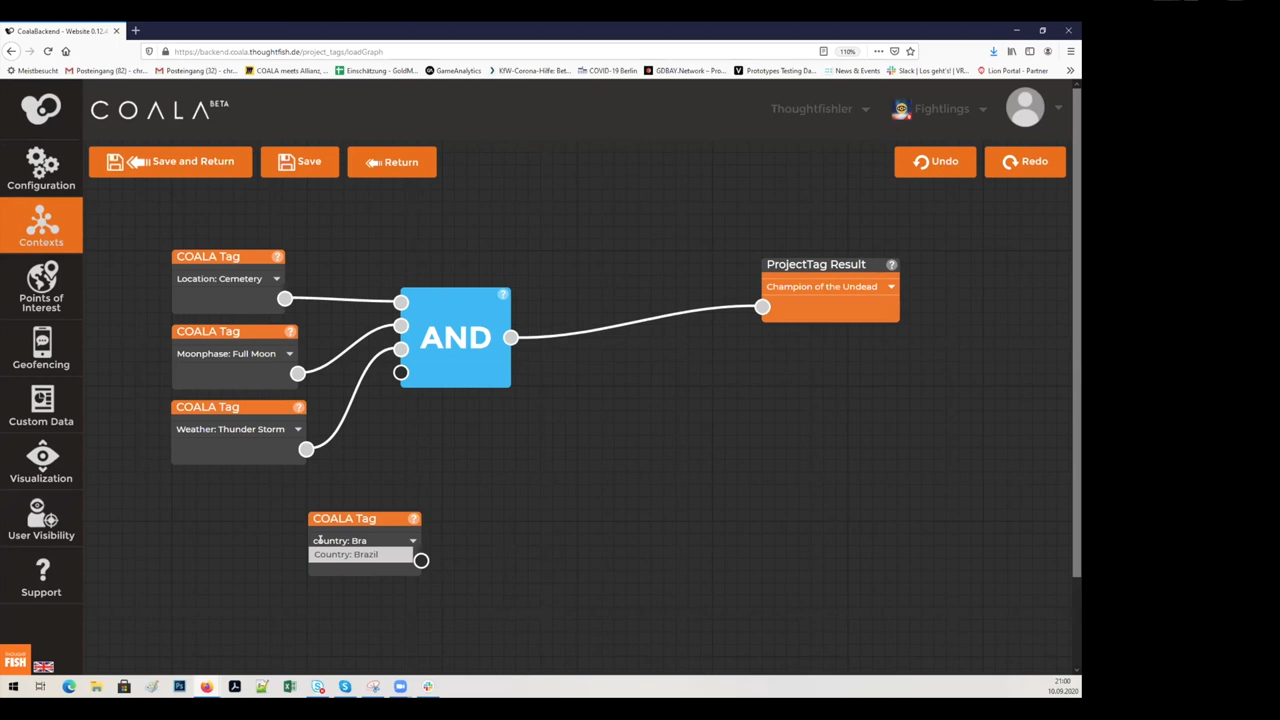 CoalaBackend - Website 0.12.4
https://backend.coala.thoughtfish.de/project_tags/loadGraph
110%
Meistbesucht
Posteingang (82) - chr...
Posteingang (32) - chr...
COALA meets Allianz, ...
Einschätzung - GoldM...
GameAnalytics
KfW-Corona-Hilfe: Bet...
COVID-19 Berlin
GDBAY.Network – Pro...
Prototypes Testing Da...
News & Events
Slack | Los geht's! | VR...
Lion Portal - Partner
COALA BETA
Thoughtfishler
Fightlings
Save and Return
Save
Return
Undo
Redo
Configuration
Contexts
Points of
Interest
Geofencing
Custom Data
Visualization
User Visibility
Support
COALA Tag
Location: Cemetery
COALA Tag
Moonphase: Full Moon
COALA Tag
Weather: Thunder Storm
AND
ProjectTag Result
Champion of the Undead
COALA Tag
country: Bra
Country: Brazil
THOUGHT
FISH
21:00
10.09.2020